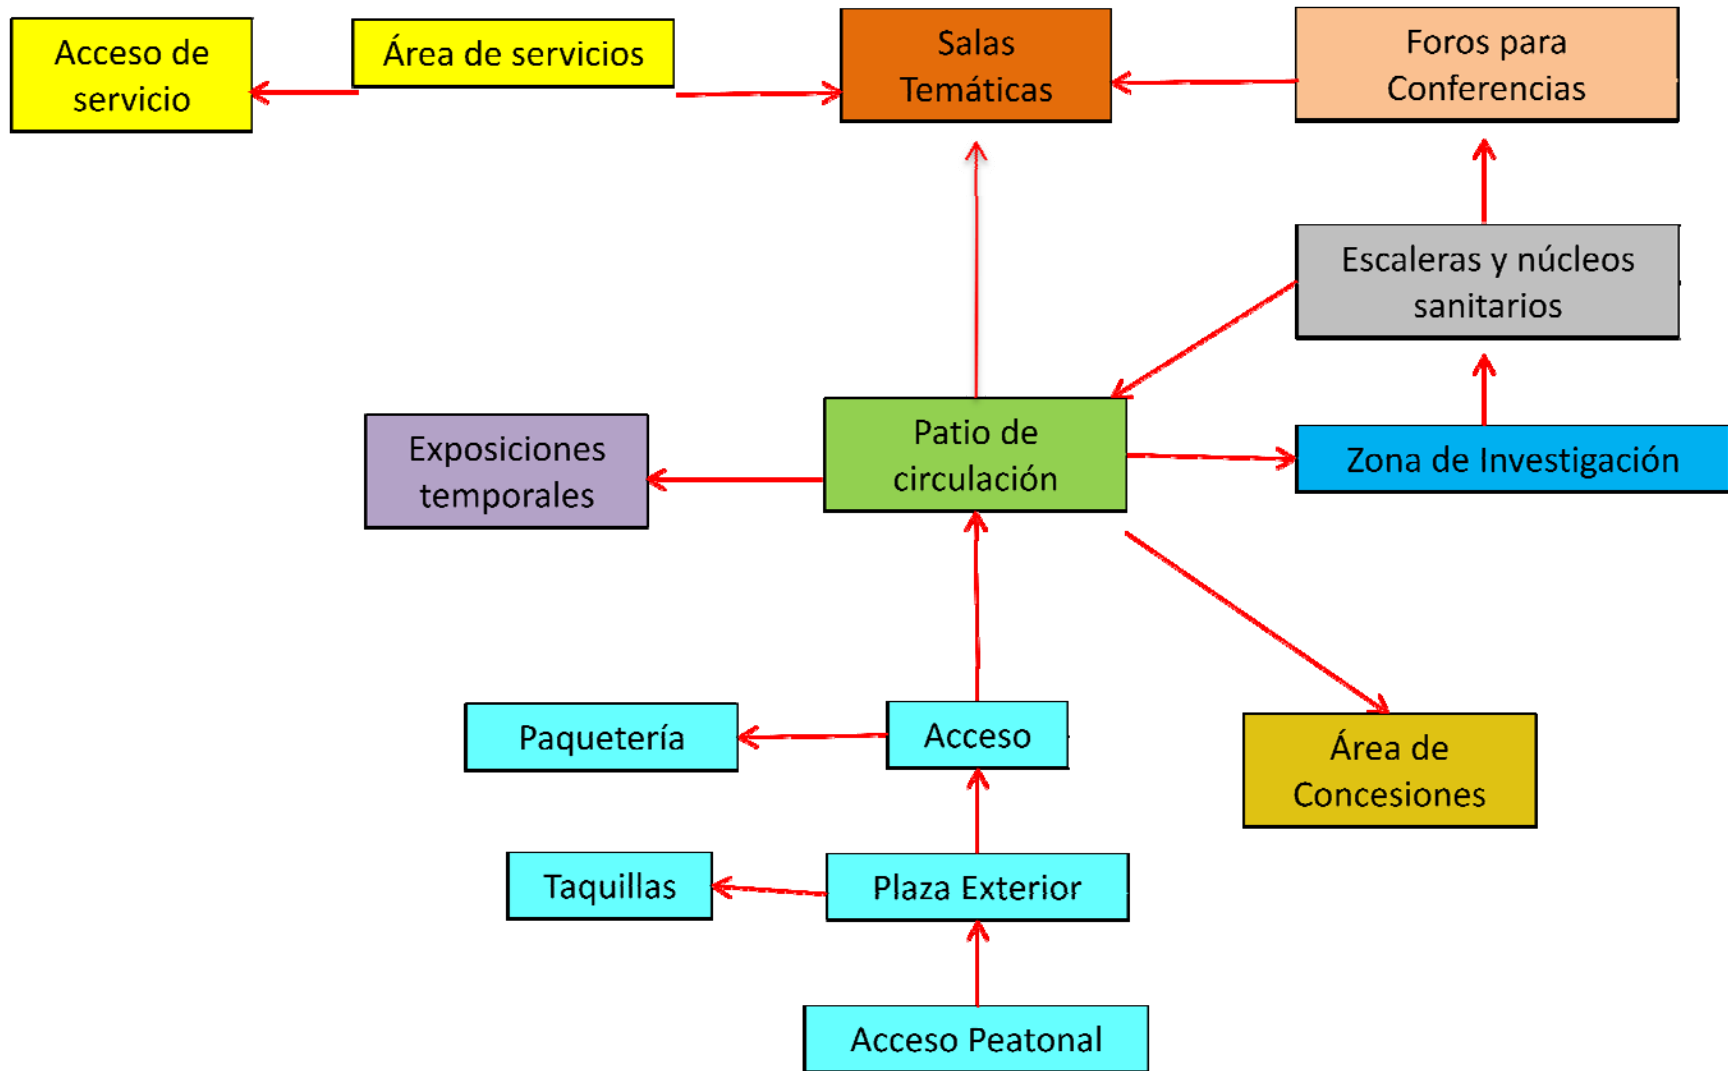 Acceso de
servicio
Área de servicios
Salas
Temáticas
Foros para
Conferencias
Escaleras y núcleos
sanitarios
Exposiciones
temporales
Patio de
circulación
Zona de Investigación
Paquetería
Acceso
Área de
Concesiones
Taquillas
Plaza Exterior
Acceso Peatonal